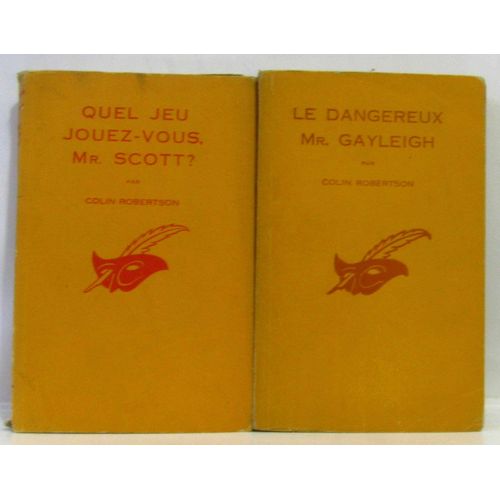 QUEL JEU
JOUEZ-VOUS,
MR. SCOTT?
PAR
COLIN ROBERTSON
LE DANGEREUX
MR. GAYLEIGH
PAR
COLIN ROBERTSON